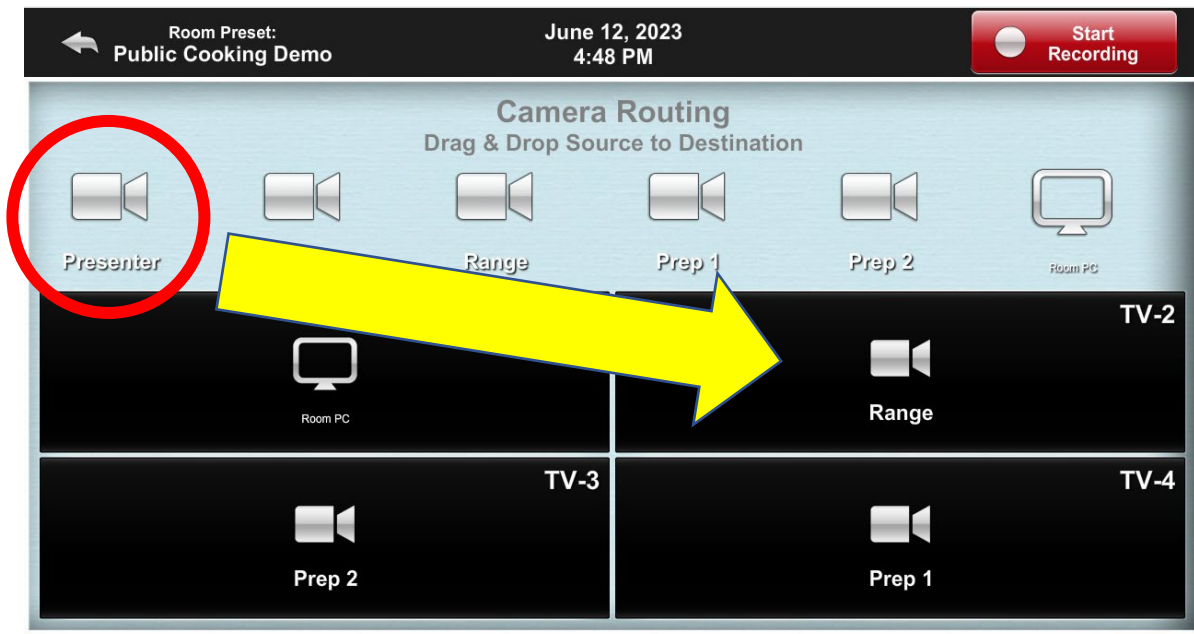 Room Preset:
Public Cooking Demo
June 12, 2023
4:48 PM
Start
Recording
Camera Routing
Drag & Drop Source to Destination
Presenter
Range
Prep 1
Prep 2
Room PC
Room PC
TV-2
Range
TV-3
Prep 2
TV-4
Prep 1